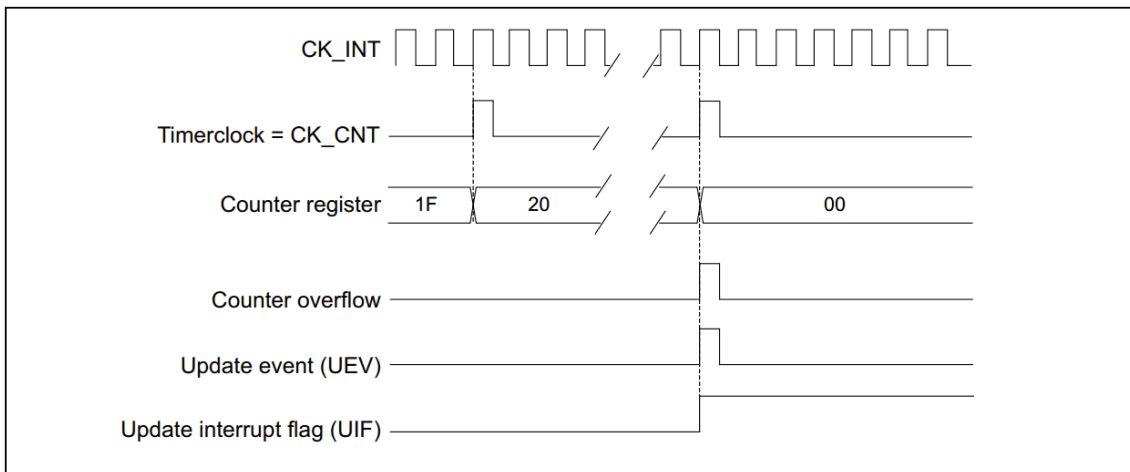 CK_INT
Timerclock = CK_CNT
Counter register 1F 20 00
Counter overflow
Update event (UEV)
Update interrupt flag (UIF)